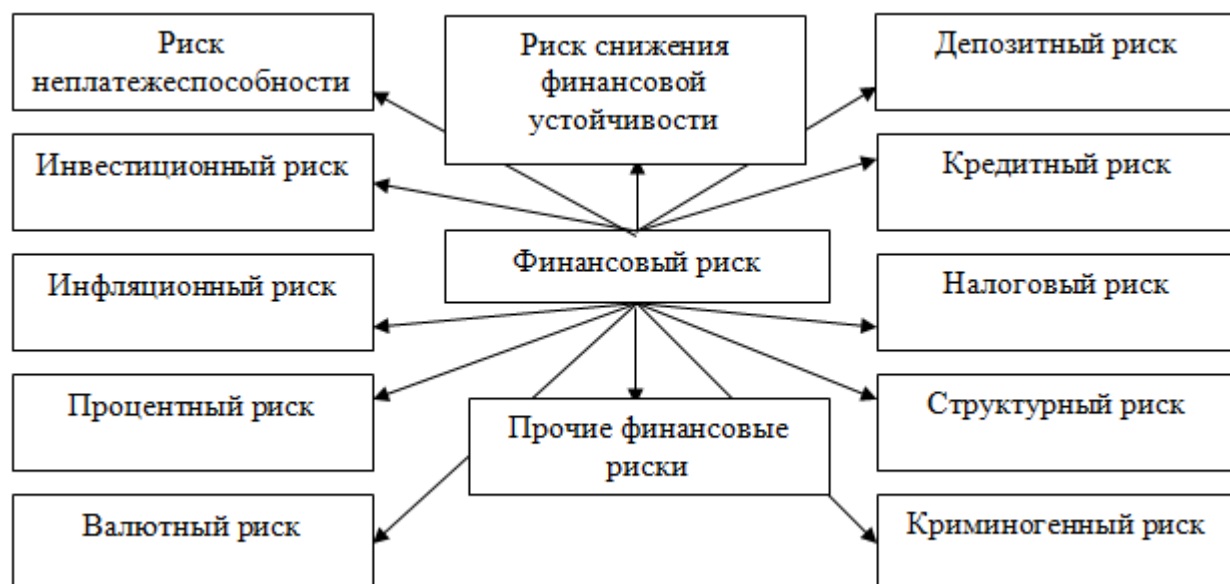 Риск
неплатежеспособности
Риск снижения
финансовой
устойчивости
Депозитный риск
Инвестиционный риск
Кредитный риск
Финансовый риск
Инфляционный риск
Налоговый риск
Процентный риск
Прочие финансовые
риски
Структурный риск
Валютный риск
Криминогенный риск